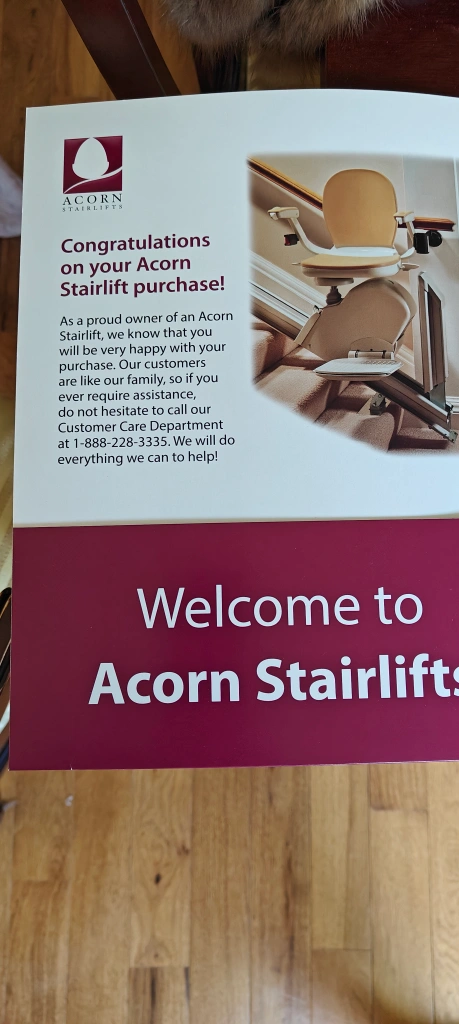 ACORN
STAIRLIFTS
Congratulations
on your Acorn
Stairlift purchase!
As a proud owner of an Acorn
Stairlift, we know that you
will be very happy with your
purchase. Our customers
are like our family, so if you
ever require assistance,
do not hesitate to call our
Customer Care Department
at 1-888-228-3335. We will do
everything we can to help!
Welcome to
Acorn Stairlifts